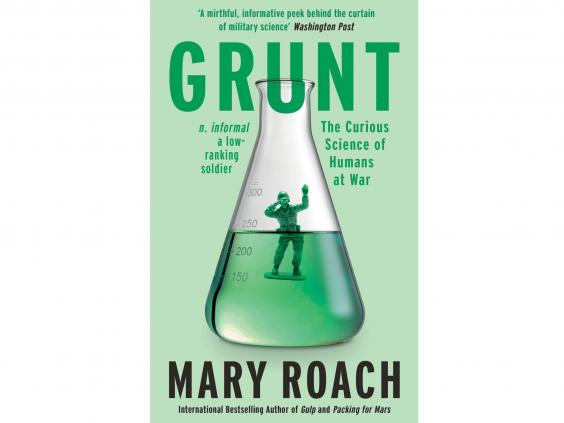 'A mirthful, informative peek behind the curtain
of military science' Washington Post
GRUNT
n. informal
a low-
ranking
soldier
The Curious
Science of
Humans
at War
300
250
200
150
MARY ROACH
International Bestselling Author of Gulp and Packing for Mars